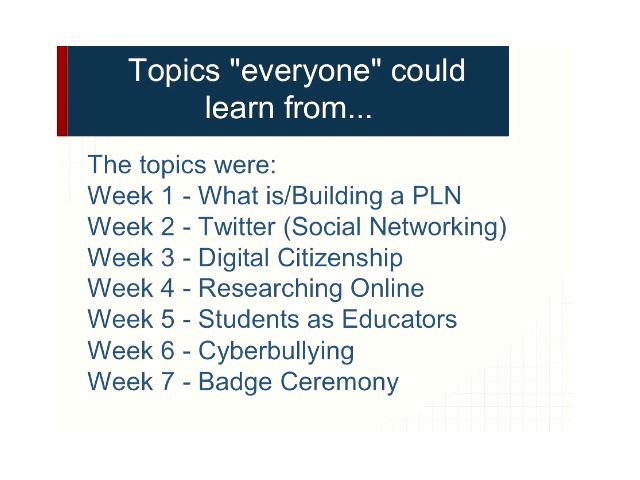 Topics "everyone" could
learn from...
The topics were:
Week 1 - What is/Building a PLN
Week 2 - Twitter (Social Networking)
Week 3 - Digital Citizenship
Week 4 - Researching Online
Week 5 - Students as Educators
Week 6 - Cyberbullying
Week 7 - Badge Ceremony